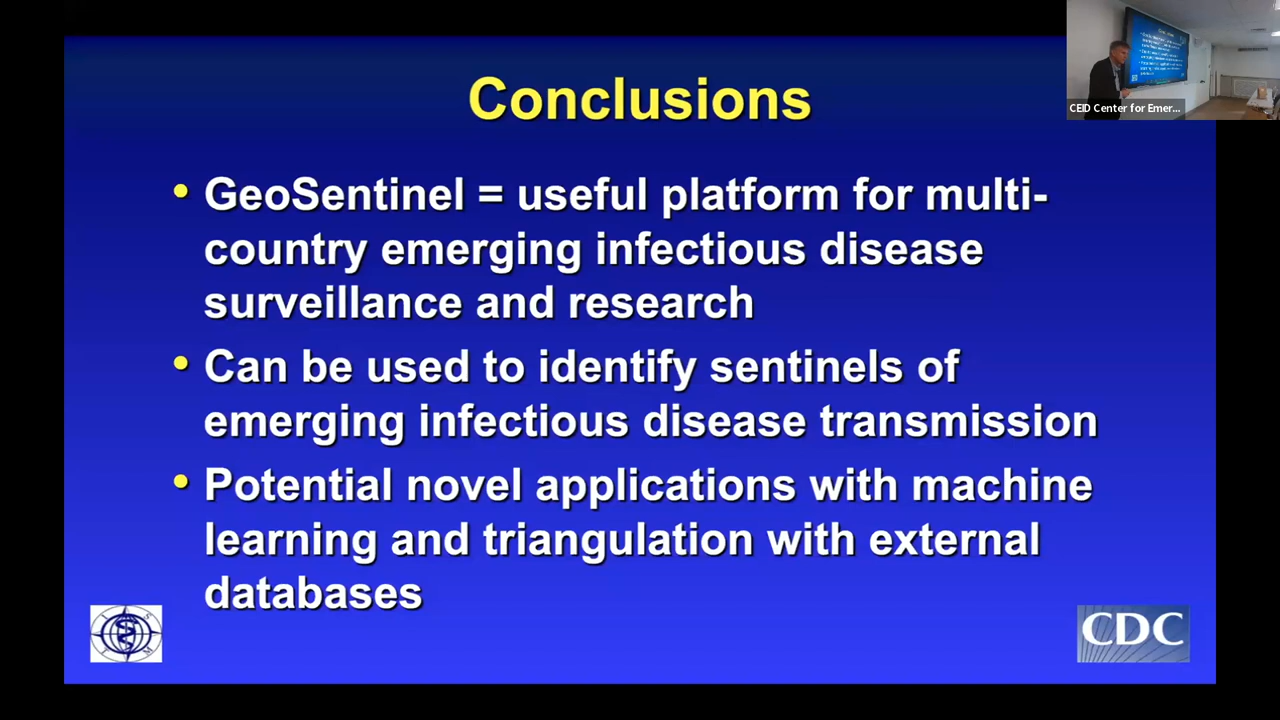 Conclusions
CEID Center for Emer...
• GeoSentinel = useful platform for multi-
country emerging infectious disease
surveillance and research
• Can be used to identify sentinels of
emerging infectious disease transmission
• Potential novel applications with machine
learning and triangulation with external
databases
CDC